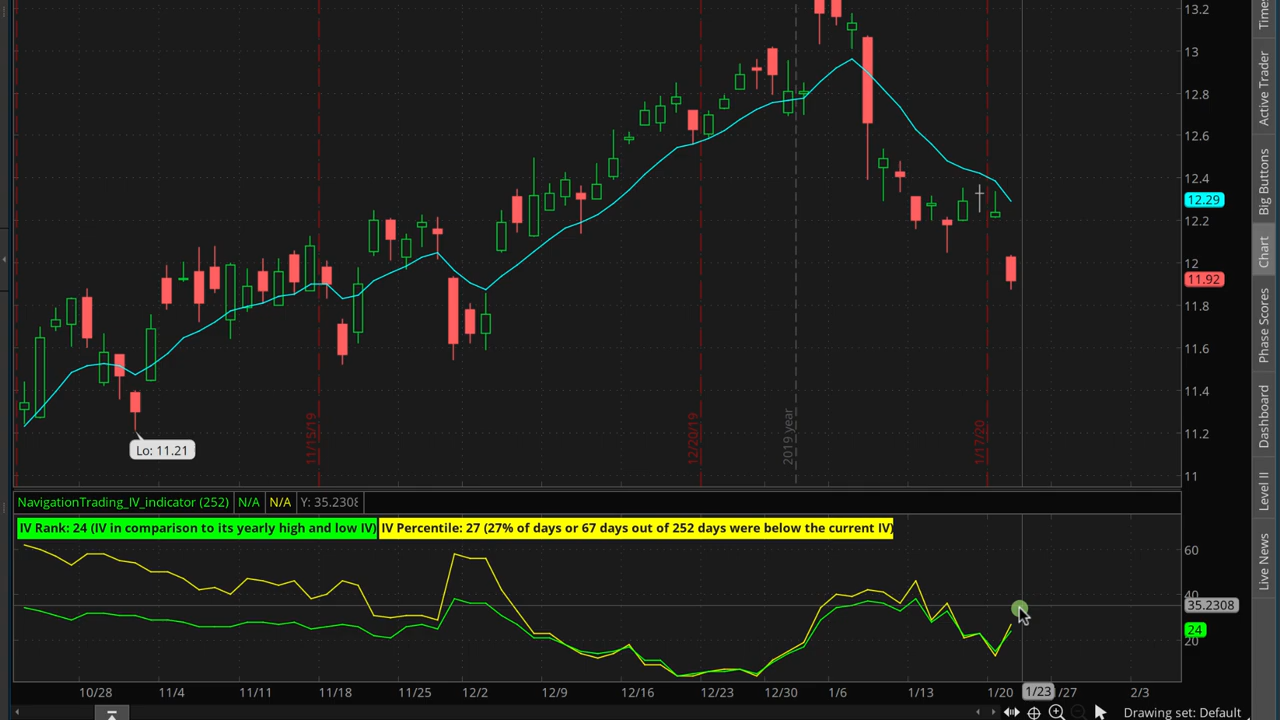 13.2
13
12.8
12.6
12.4
12.29
12.2
12
11.92
11.8
11.6
11.4
11.2
11
Lo: 11.21
11/15/19
12/20/19
2019 year
1/17/20
NavigationTrading_IV_indicator (252) N/A N/A Y: 35.2308
IV Rank: 24 (IV in comparison to its yearly high and low IV) IV Percentile: 27 (27% of days or 67 days out of 252 days were below the current IV)
60
40
35.2308
24
20
10/28 11/4 11/11 11/18 11/25 12/2 12/9 12/16 12/23 12/30 1/6 1/13 1/20 1/23 /27 2/3
Drawing set: Default
Active Trader
Big Buttons
Chart
Phase Scores
Dashboard
Level II
Live News